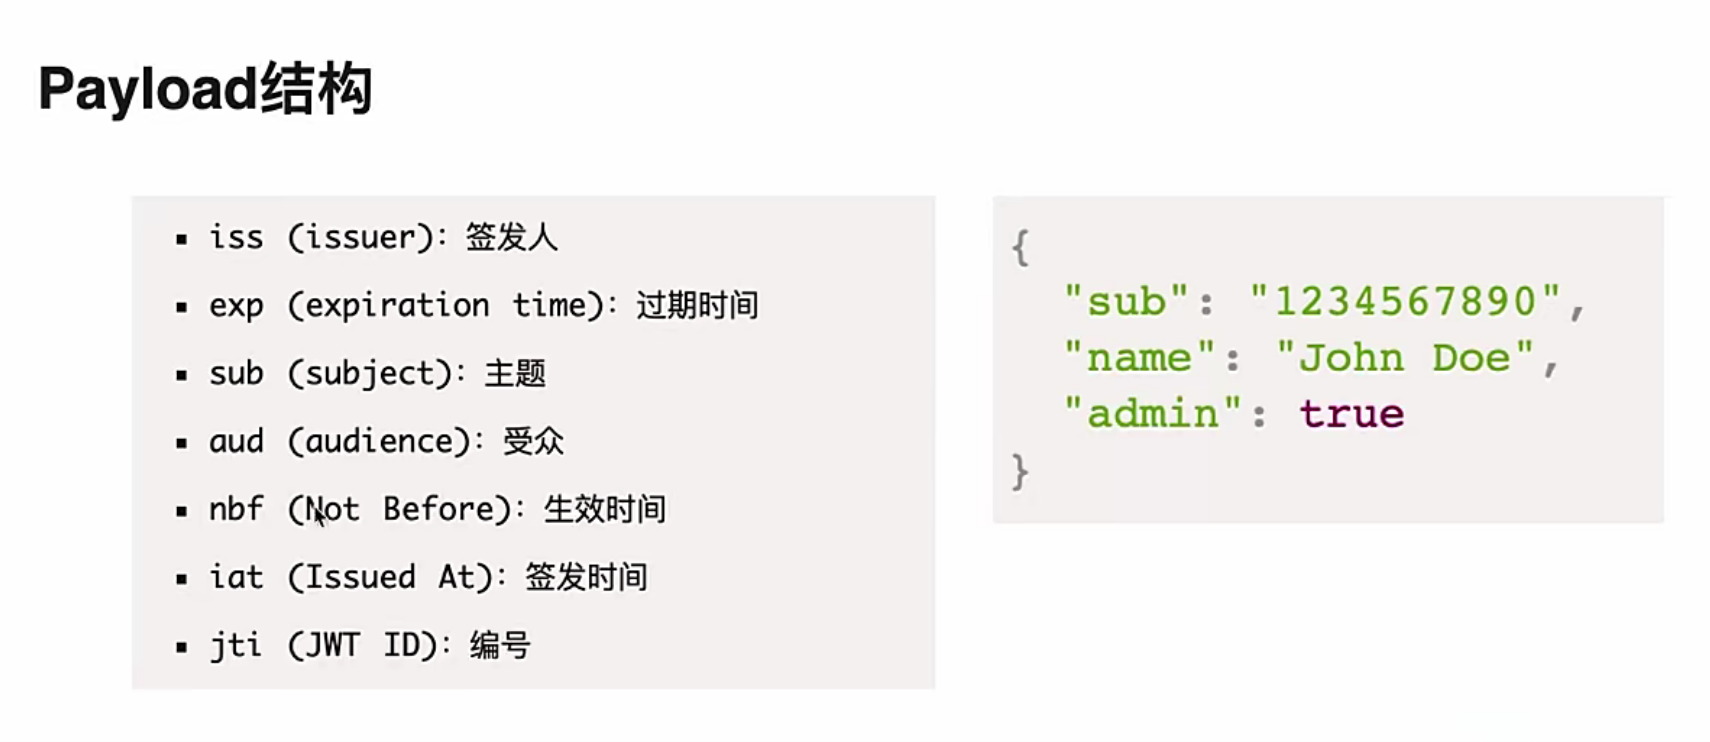 Payload结构
▪ iss (issuer)：签发人
▪ exp (expiration time)：过期时间
▪ sub (subject)：主题
▪ aud (audience)：受众
▪ nbf (Not Before)：生效时间
▪ iat (Issued At)：签发时间
▪ jti (JWT ID)：编号
{
"sub": "1234567890",
"name": "John Doe",
"admin": true
}